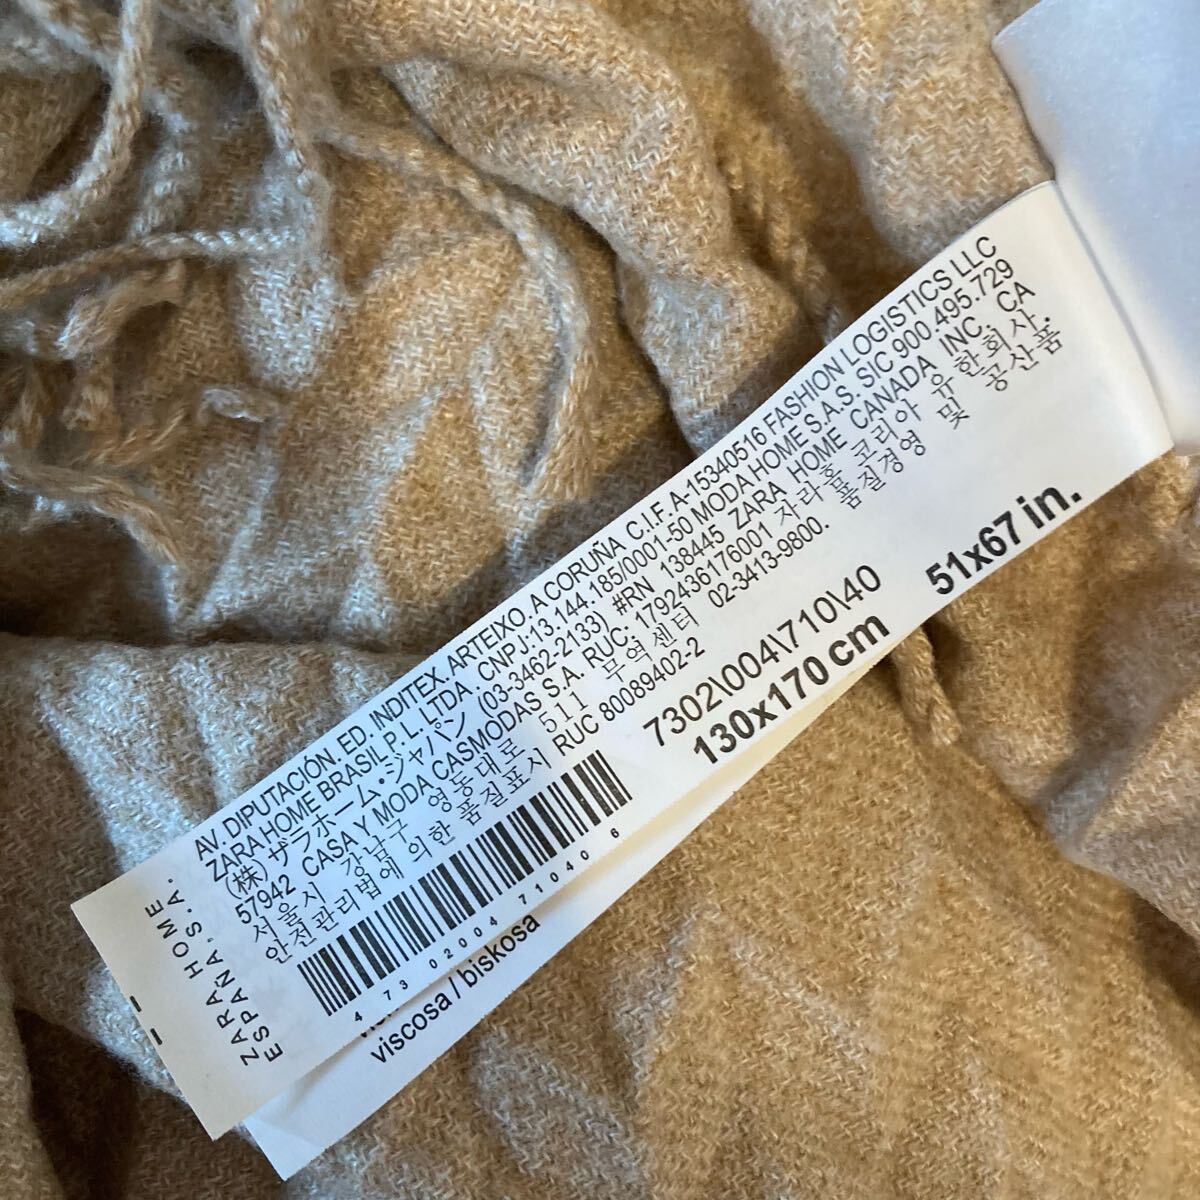 ZARA HOME
ESPAÑA,S.A.
AV. DIPUTACIÓN. ED. INDITEX. ARTEIXO. A CORUÑA C.I.F. A-15340516 FASHION LOGISTICS LLC
ZARA HOME BRASIL P. L. LTDA. CNPJ-13.144.185/0001-50 MODA HOME S.A.S. SIC 900.495.729
(株) ザラホーム・ジャパン (03-3462-2133) #RN 138445 ZARA HOME CANADA INC. CA
57942 CASA Y MODA CASMODAS S.A. RUC: 1792436176001 자라홈 코리아 유한회사.
서울시 강남구 영동대로 511 무역센터 02-3413-9800. 품질경영 및 공산품
안전관리법에 의한 품질표시 RUC 80089402-2
4 73 02004 71040 6
7302\004\710\40
130x170 cm 51x67 in.
viscosa / biskosa